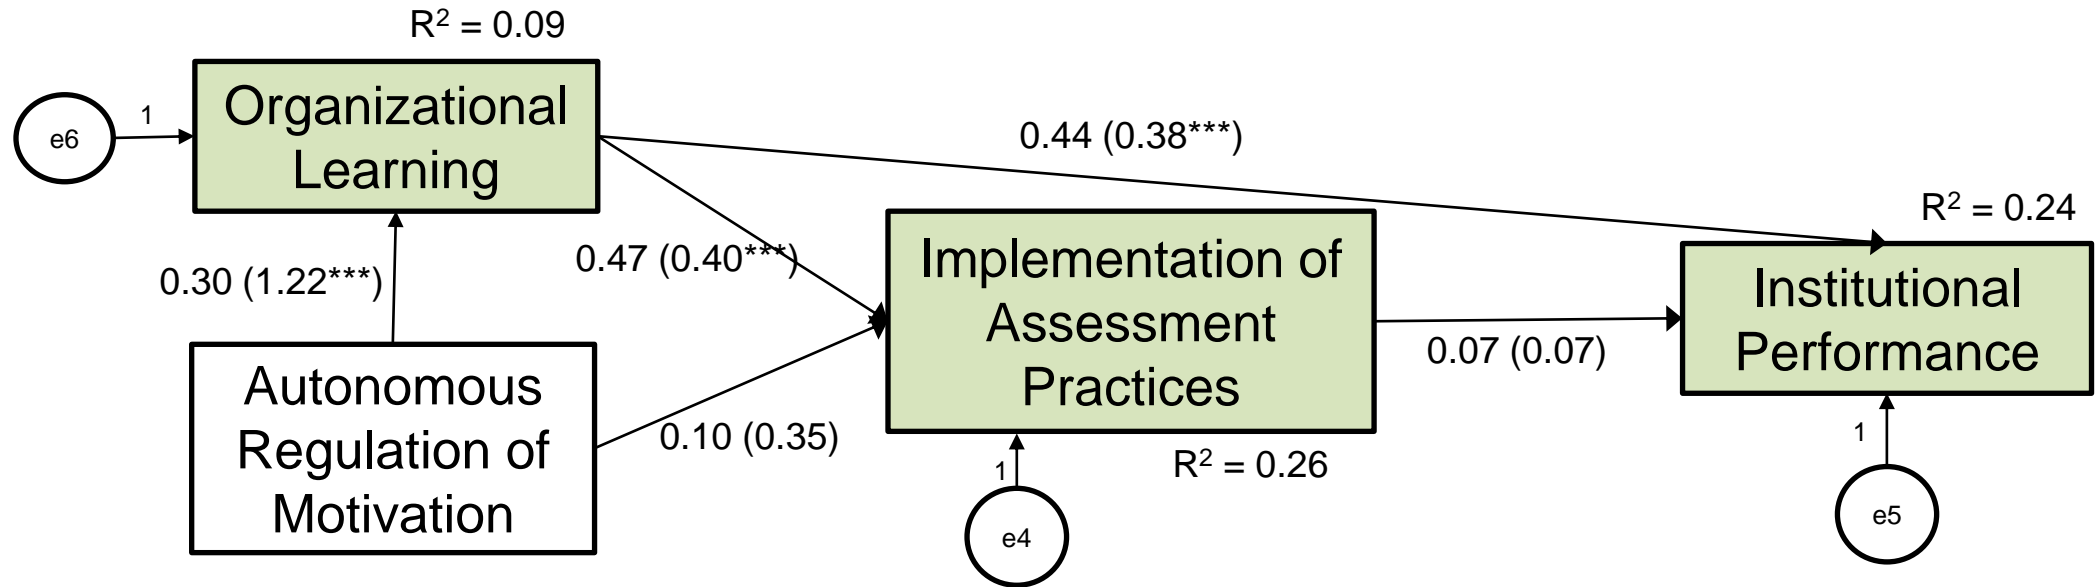 R² = 0.09
Organizational
Learning
e6
1
0.44 (0.38***)
R² = 0.24
0.47 (0.40***)
0.30 (1.22***)
Implementation of
Assessment
Practices
Institutional
Performance
0.07 (0.07)
Autonomous
Regulation of
Motivation
0.10 (0.35)
R² = 0.26
1
e4
1
e5